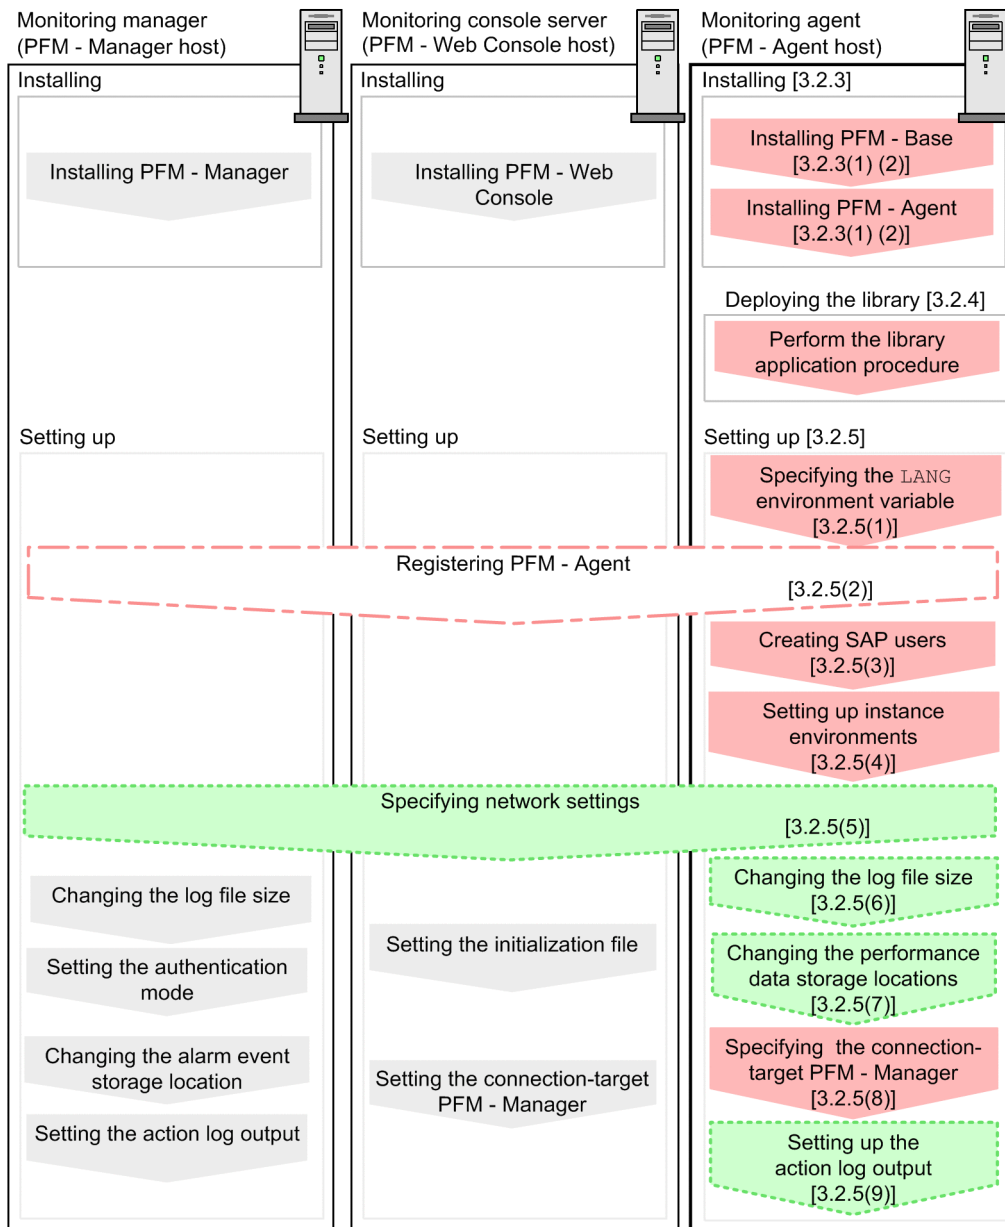 Monitoring manager
(PFM - Manager host)
Monitoring console server
(PFM - Web Console host)
Monitoring agent
(PFM - Agent host)
Installing
Installing PFM - Manager
Installing
Installing PFM - Web
Console
Installing [3.2.3]
Installing PFM - Base
[3.2.3(1) (2)]
Installing PFM - Agent
[3.2.3(1) (2)]
Deploying the library [3.2.4]
Perform the library
application procedure
Setting up
Setting up
Setting up [3.2.5]
Specifying the LANG
environment variable
[3.2.5(1)]
Registering PFM - Agent
[3.2.5(2)]
Creating SAP users
[3.2.5(3)]
Setting up instance
environments
[3.2.5(4)]
Specifying network settings
[3.2.5(5)]
Changing the log file size
Setting the authentication
mode
Changing the alarm event
storage location
Setting the action log output
Setting the initialization file
Setting the connection-target
PFM - Manager
Changing the log file size
[3.2.5(6)]
Changing the performance
data storage locations
[3.2.5(7)]
Specifying the connection-
target PFM - Manager
[3.2.5(8)]
Setting up the
action log output
[3.2.5(9)]